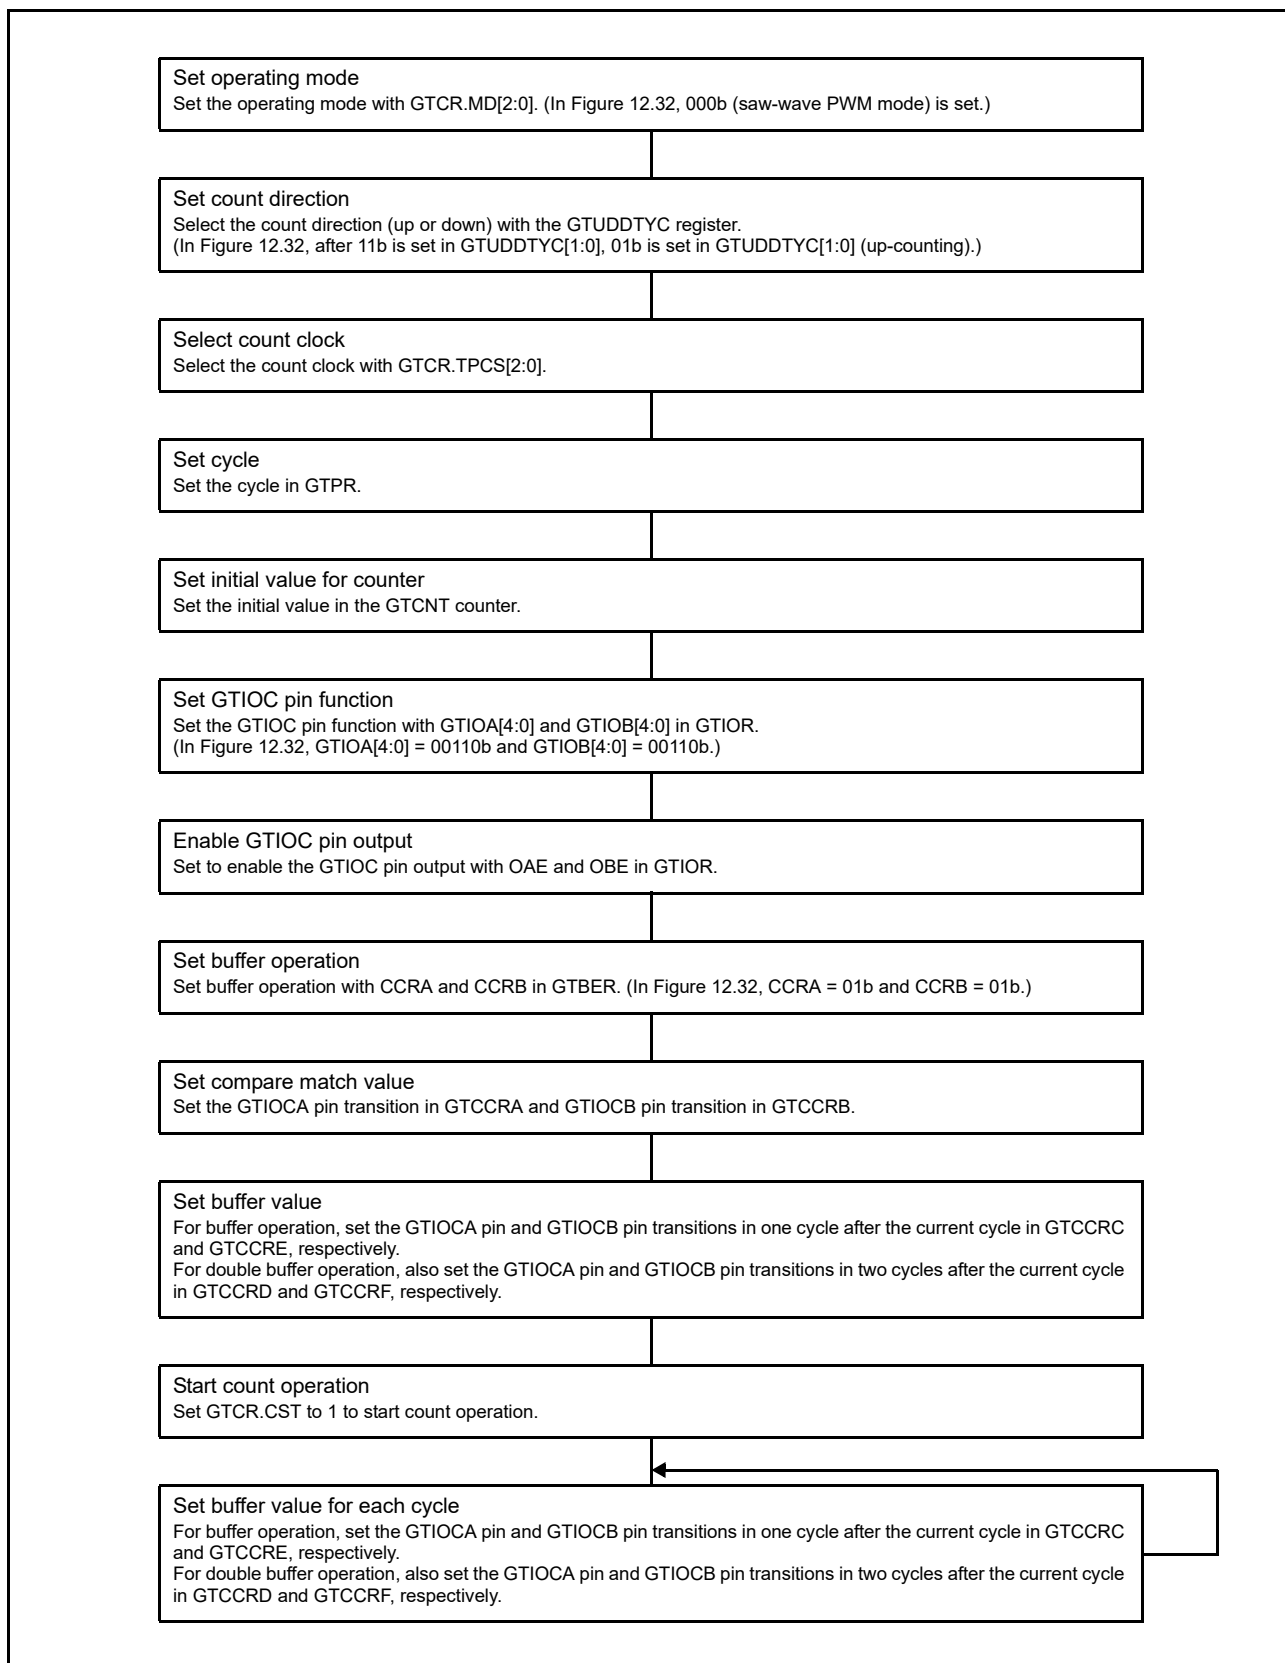 Set operating mode
Set the operating mode with GTCR.MD[2:0]. (In Figure 12.32, 000b (saw-wave PWM mode) is set.)
Set count direction
Select the count direction (up or down) with the GTUDDTYC register.
(In Figure 12.32, after 11b is set in GTUDDTYC[1:0], 01b is set in GTUDDTYC[1:0] (up-counting).)
Select count clock
Select the count clock with GTCR.TPCS[2:0].
Set cycle
Set the cycle in GTPR.
Set initial value for counter
Set the initial value in the GTCNT counter.
Set GTIOC pin function
Set the GTIOC pin function with GTIOA[4:0] and GTIOB[4:0] in GTIOR.
(In Figure 12.32, GTIOA[4:0] = 00110b and GTIOB[4:0] = 00110b.)
Enable GTIOC pin output
Set to enable the GTIOC pin output with OAE and OBE in GTIOR.
Set buffer operation
Set buffer operation with CCRA and CCRB in GTBER. (In Figure 12.32, CCRA = 01b and CCRB = 01b.)
Set compare match value
Set the GTIOCA pin transition in GTCCRA and GTIOCB pin transition in GTCCRB.
Set buffer value
For buffer operation, set the GTIOCA pin and GTIOCB pin transitions in one cycle after the current cycle in GTCCRC
and GTCCRE, respectively.
For double buffer operation, also set the GTIOCA pin and GTIOCB pin transitions in two cycles after the current cycle
in GTCCRD and GTCCRF, respectively.
Start count operation
Set GTCR.CST to 1 to start count operation.
Set buffer value for each cycle
For buffer operation, set the GTIOCA pin and GTIOCB pin transitions in one cycle after the current cycle in GTCCRC
and GTCCRE, respectively.
For double buffer operation, also set the GTIOCA pin and GTIOCB pin transitions in two cycles after the current cycle
in GTCCRD and GTCCRF, respectively.